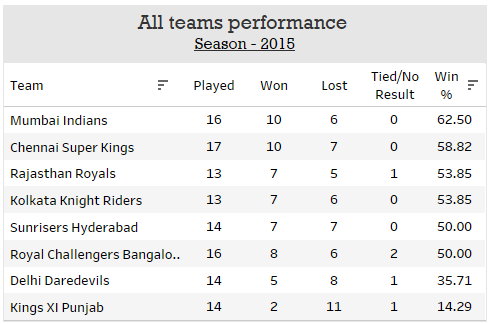 All teams performance
Season - 2015
Team Played Won Lost Tied/No Result Win %
Mumbai Indians 16 10 6 0 62.50
Chennai Super Kings 17 10 7 0 58.82
Rajasthan Royals 13 7 5 1 53.85
Kolkata Knight Riders 13 7 6 0 53.85
Sunrisers Hyderabad 14 7 7 0 50.00
Royal Challengers Bangalo.. 16 8 6 2 50.00
Delhi Daredevils 14 5 8 1 35.71
Kings XI Punjab 14 2 11 1 14.29